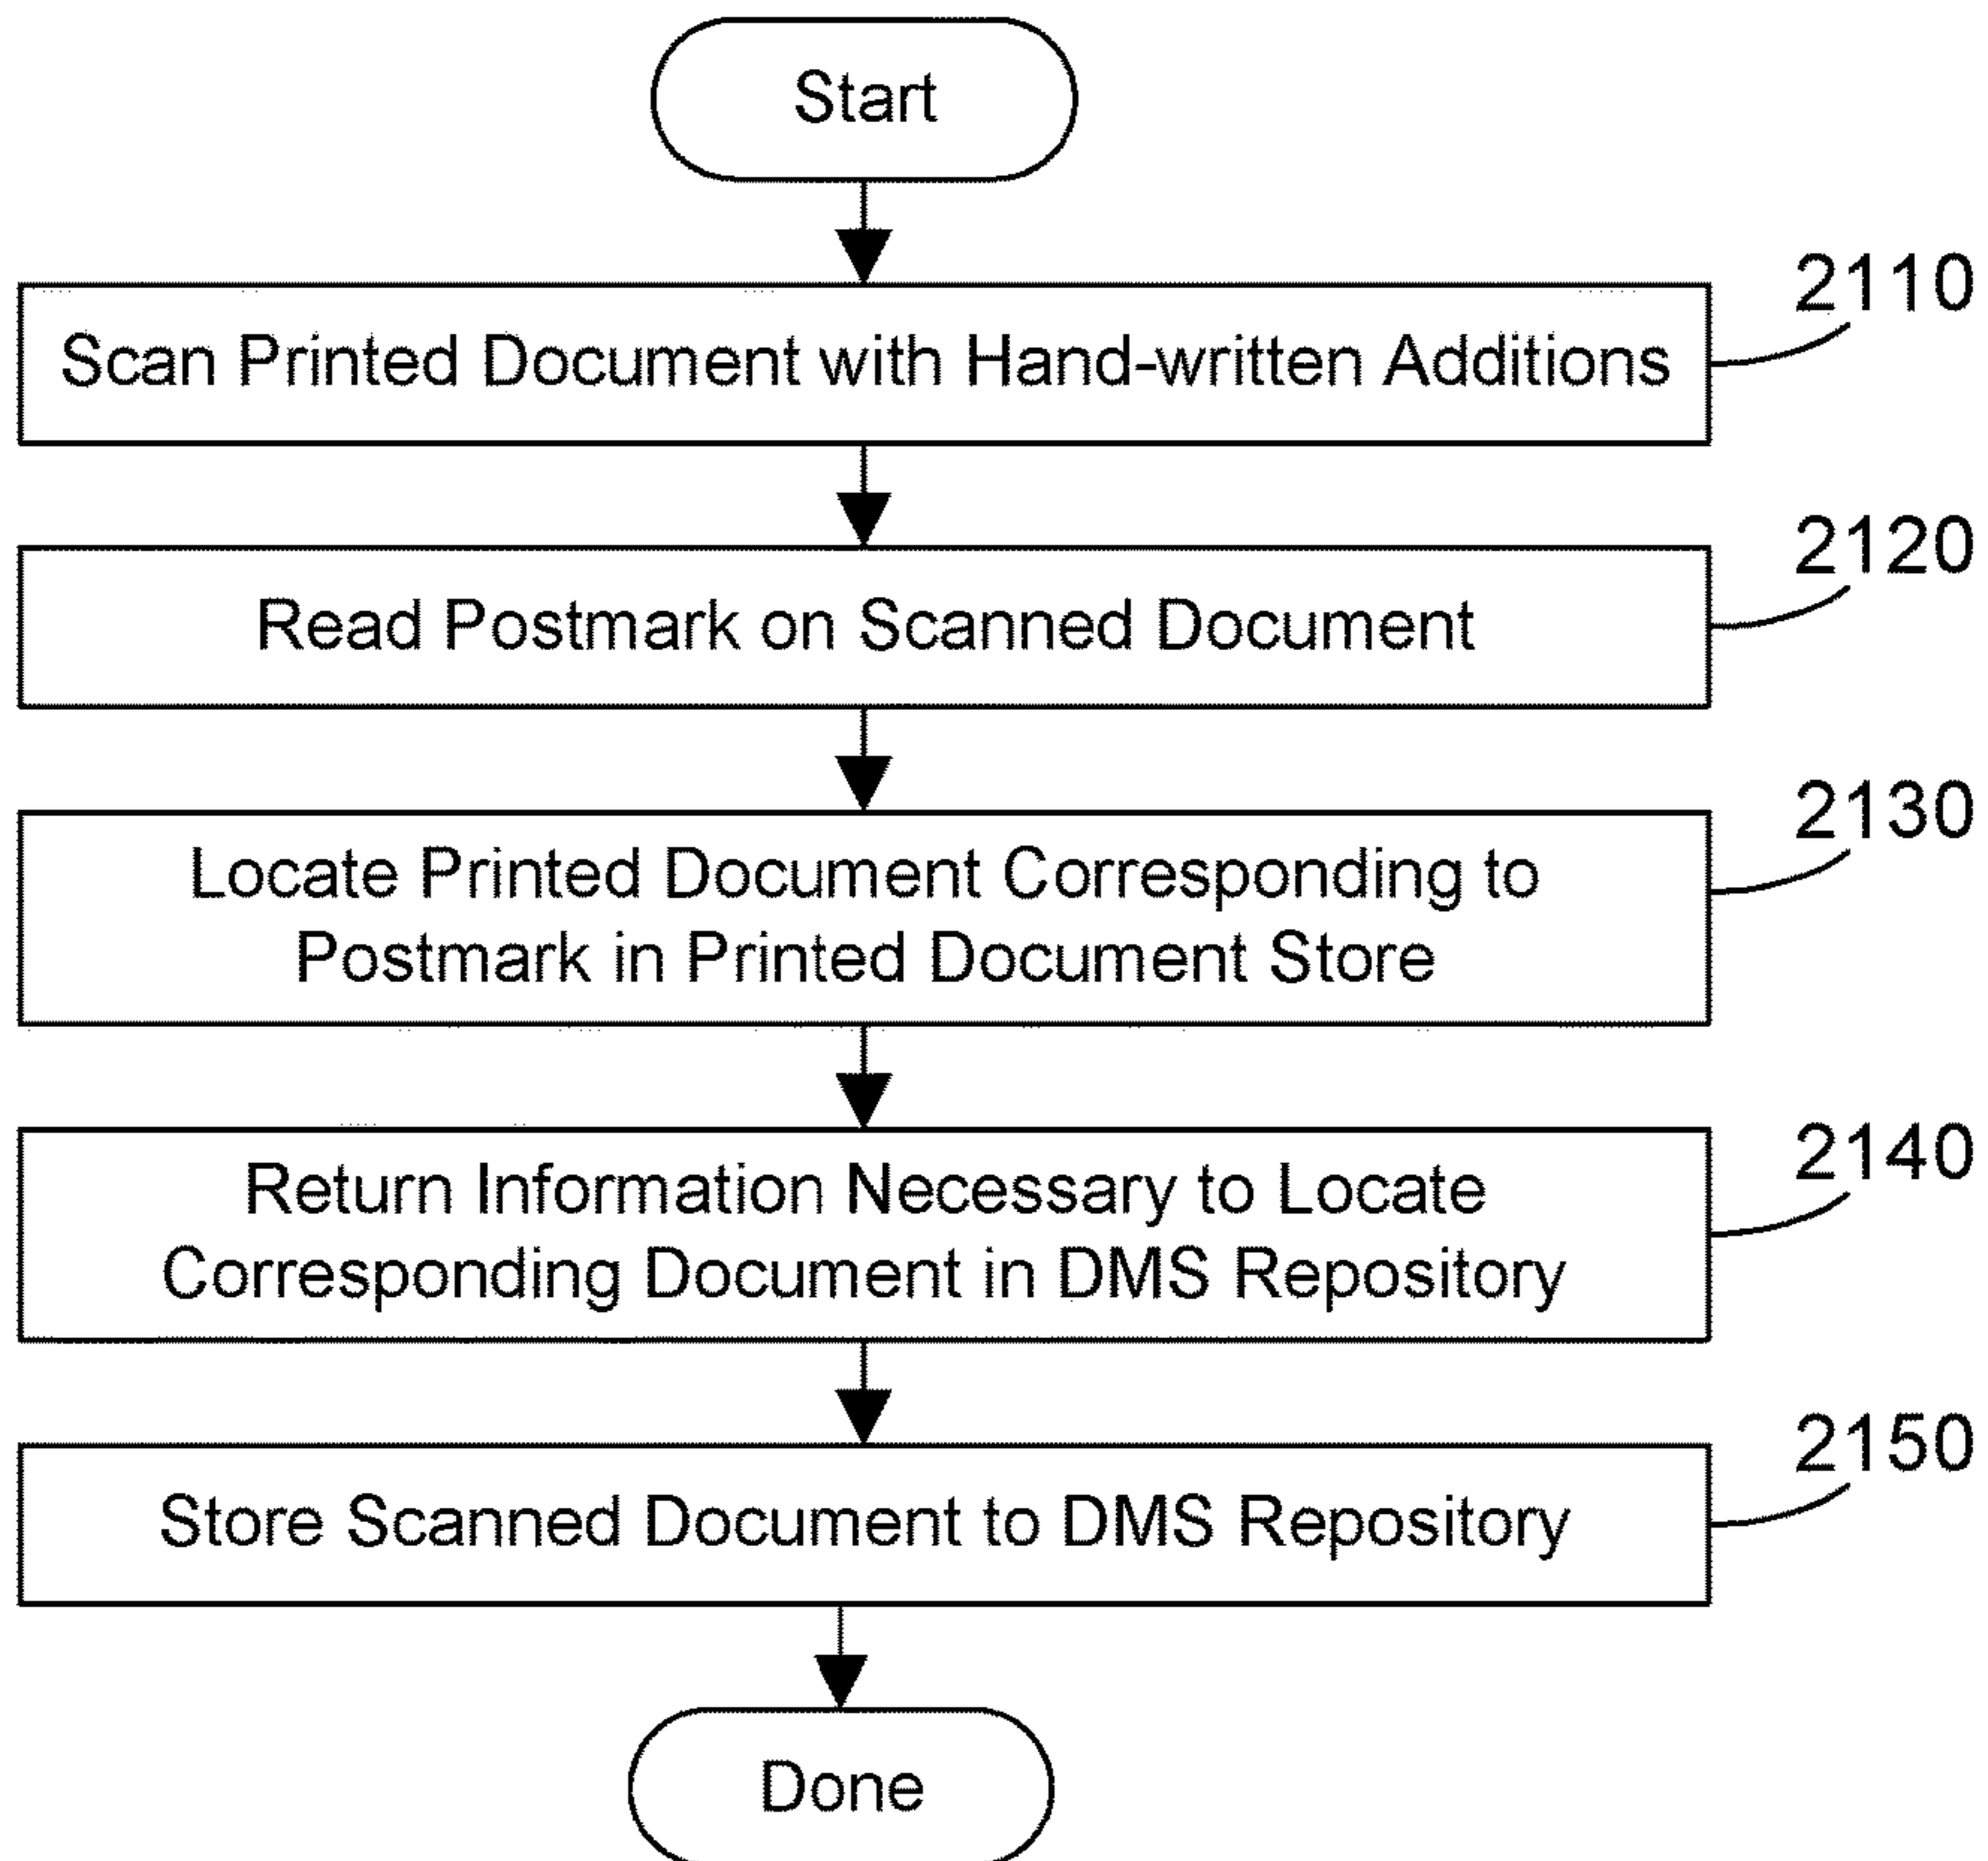 Start
2110
Scan Printed Document with Hand-written Additions
2120
Read Postmark on Scanned Document
2130
Locate Printed Document Corresponding to
Postmark in Printed Document Store
2140
Return Information Necessary to Locate
Corresponding Document in DMS Repository
2150
Store Scanned Document to DMS Repository
Done